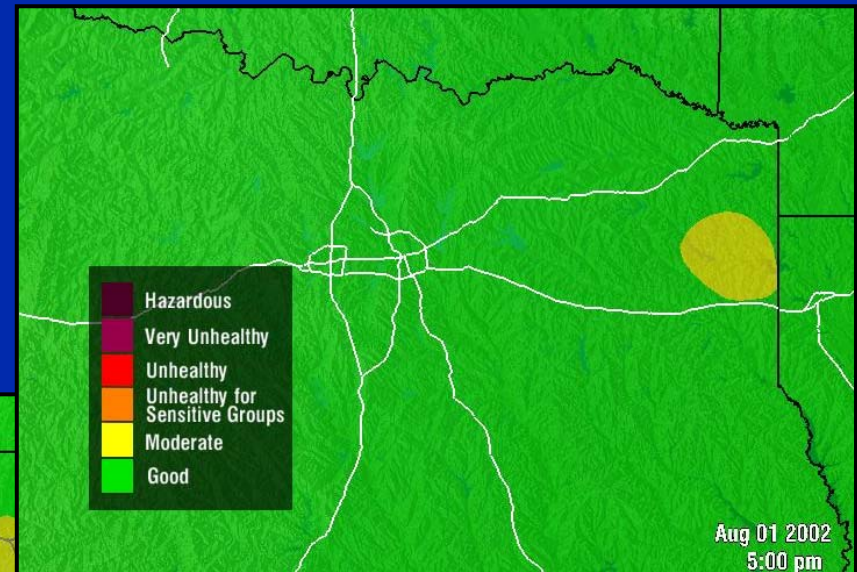 Hazardous
Very Unhealthy
Unhealthy
Unhealthy for
Sensitive Groups
Moderate
Good
Aug 01 2002
5:00 pm